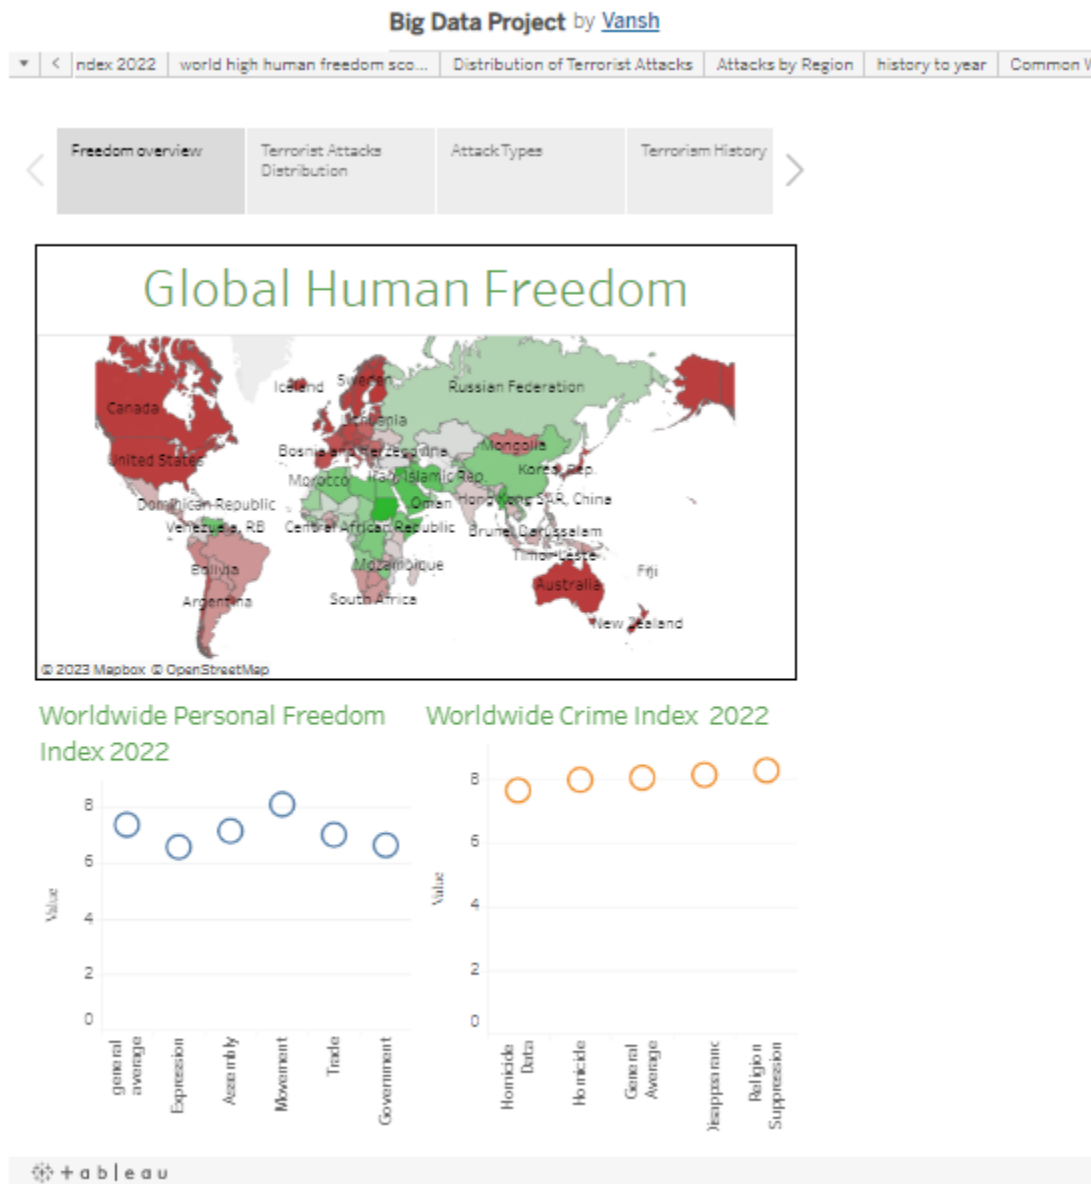 Big Data Project by Vansh
ndex 2022
world high human freedom sco...
Distribution of Terrorist Attacks
Attacks by Region
history to year
Common W
Freedom overview
Terrorist Attacks
Distribution
Attack Types
Terrorism History
Global Human Freedom
Iceland
Sweden
Russian Federation
Canada
Lithuania
United States
Bosnia and Herzegovina
Mongolia
Morocco
Iran, Islamic Rep.
Korea, Rep.
Dominican Republic
Oman
Hong Kong SAR, China
Venezuela, RB
Central African Republic
Brunei Darussalam
Timor-Leste
Bolivia
Mozambique
Fiji
Australia
Argentina
South Africa
New Zealand
© 2023 Mapbox © OpenStreetMap
Worldwide Personal Freedom
Index 2022
8
6
4
2
0
Value
general
average
Expression
Assembly
Movement
Trade
Government
Worldwide Crime Index 2022
8
6
4
2
0
Value
Homicide
Data
Homicide
General
Average
Disappearanc
Religion
Suppression
+ableau